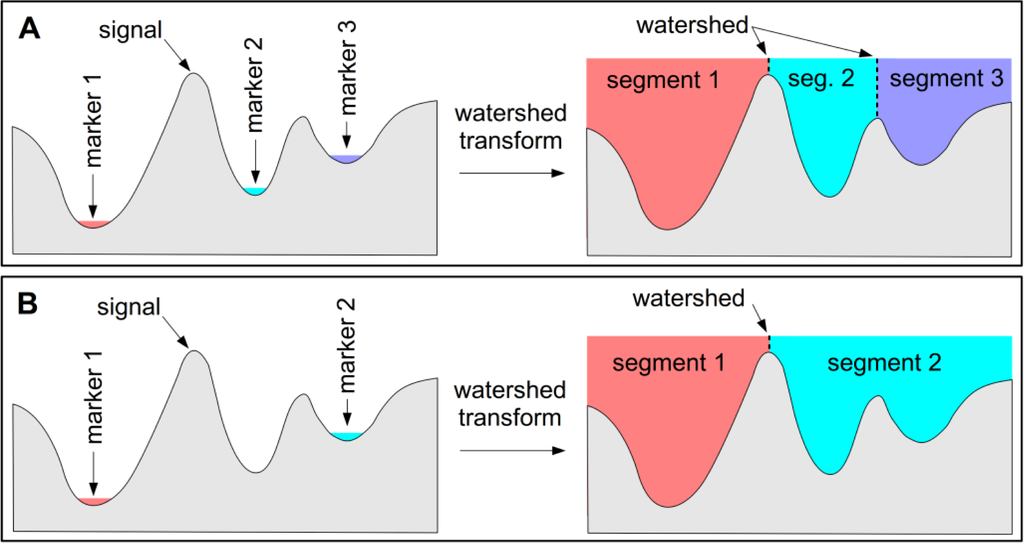 A
signal
marker 1
marker 2
marker 3
watershed
transform
watershed
segment 1
seg. 2
segment 3
B
signal
marker 1
marker 2
watershed
transform
watershed
segment 1
segment 2